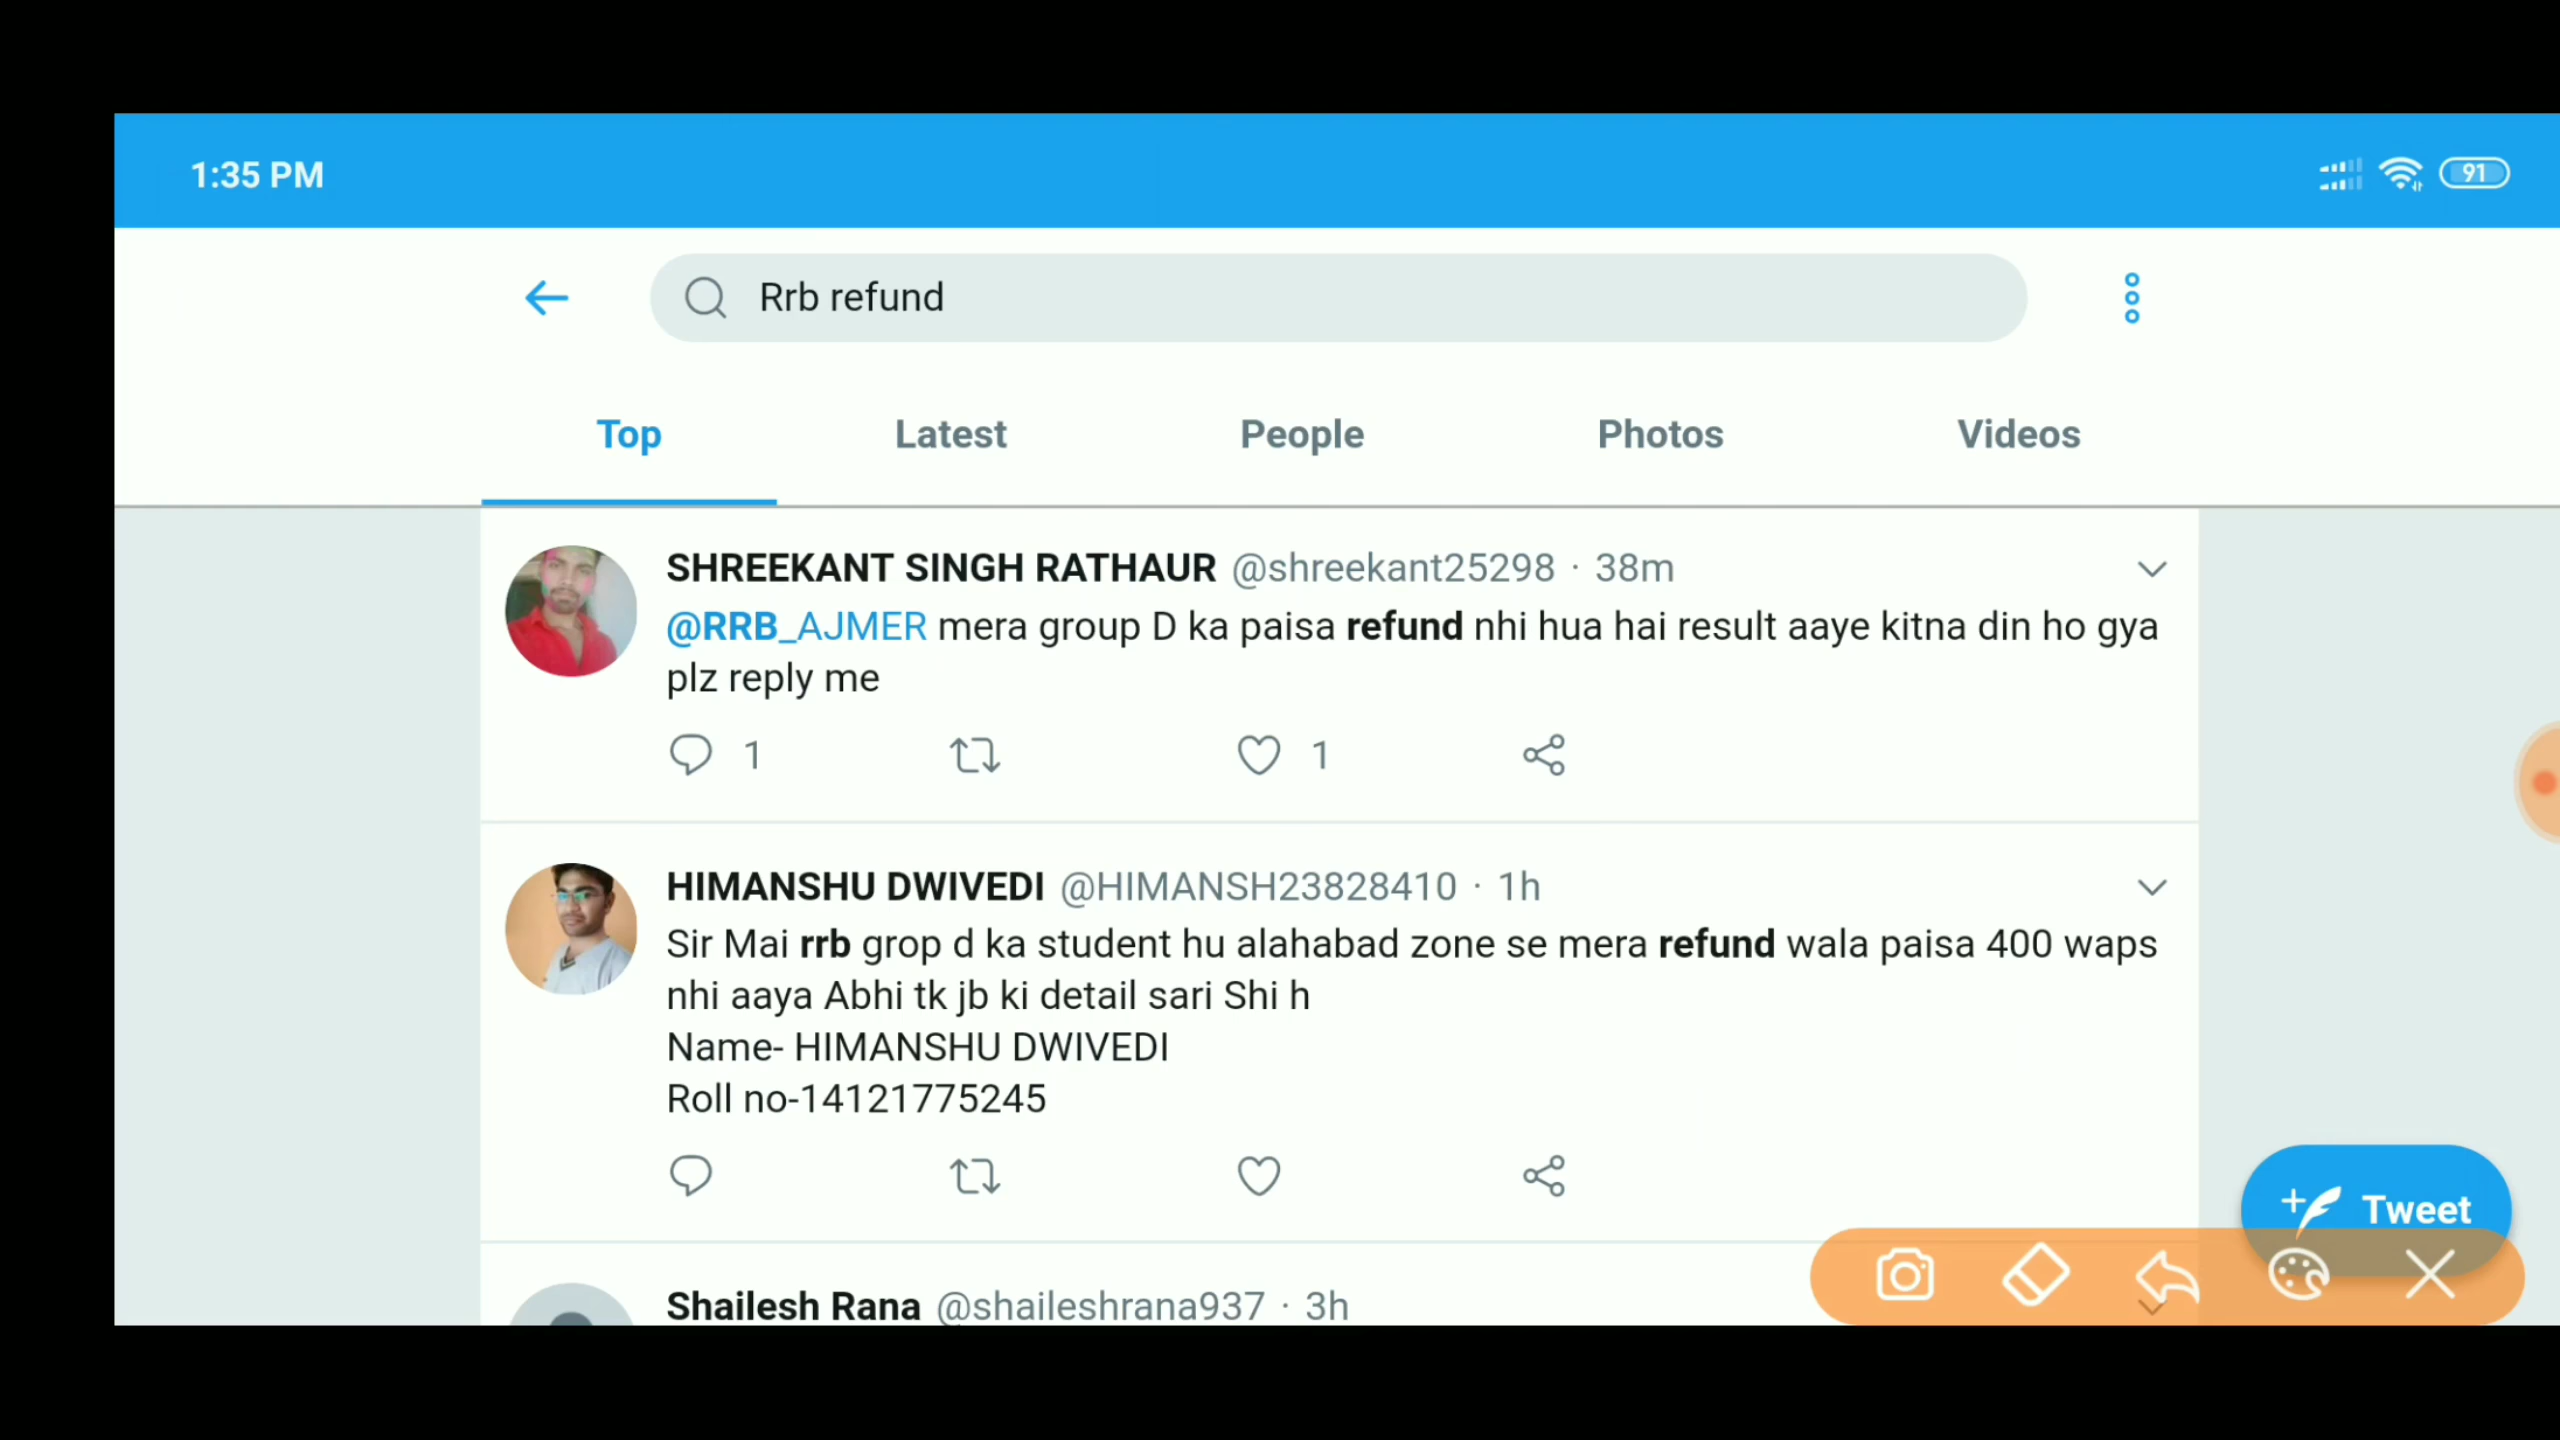 1:35 PM
91
Rrb refund
Top Latest People Photos Videos
SHREEKANT SINGH RATHAUR @shreekant25298 · 38m
@RRB_AJMER mera group D ka paisa refund nhi hua hai result aaye kitna din ho gya
plz reply me
1 1
HIMANSHU DWIVEDI @HIMANSH23828410 · 1h
Sir Mai rrb grop d ka student hu alahabad zone se mera refund wala paisa 400 waps
nhi aaya Abhi tk jb ki detail sari Shi h
Name- HIMANSHU DWIVEDI
Roll no-14121775245
Tweet
Shailesh Rana @shaileshrana937 · 3h